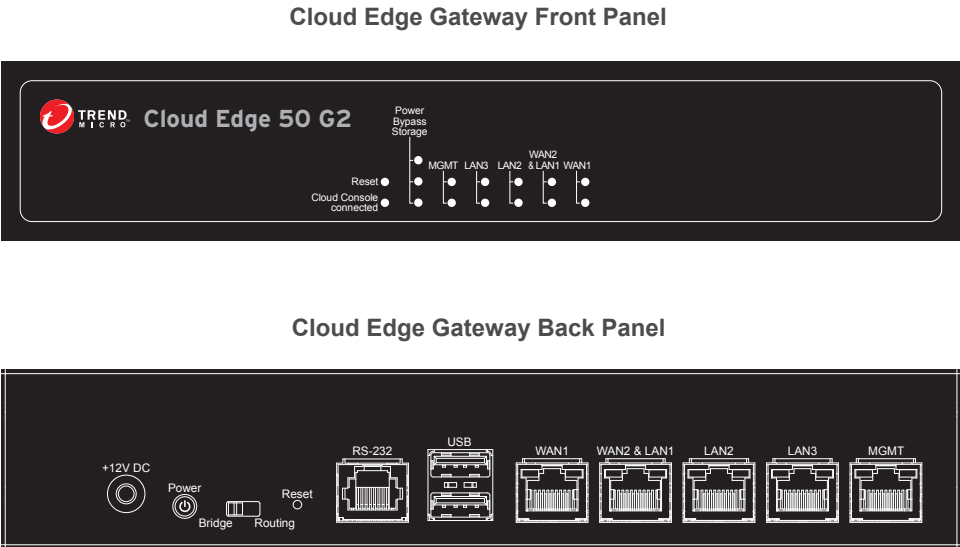 Cloud Edge Gateway Front Panel
TREND
MICRO
Cloud Edge 50 G2
Power
Bypass
Storage
MGMT LAN3 LAN2 WAN2 & LAN1 WAN1
Reset
Cloud Console
connected
Cloud Edge Gateway Back Panel
+12V DC
Power
Bridge Routing
Reset
RS-232
USB
WAN1
WAN2 & LAN1
LAN2
LAN3
MGMT